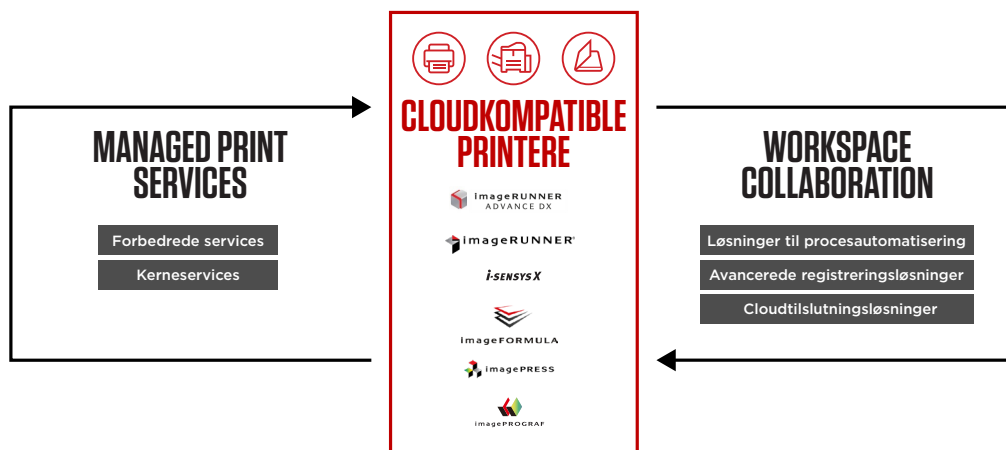 MANAGED PRINT
SERVICES
Forbedrede services
Kerneservices
CLOUDKOMPATIBLE
PRINTERE
imageRUNNER
ADVANCE DX
imageRUNNER®
i-SENSYS X
imageFORMULA
imagePRESS
imagePROGRAF
WORKSPACE
COLLABORATION
Løsninger til procesautomatisering
Avancerede registreringsløsninger
Cloudtilslutningsløsninger